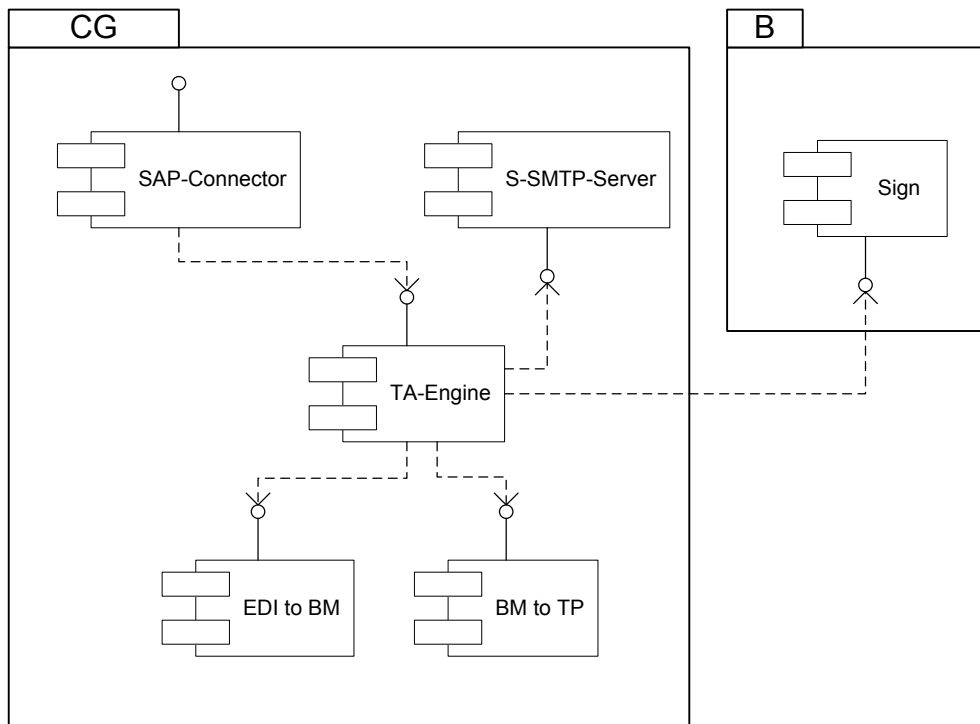 CG
B
SAP-Connector
S-SMTP-Server
Sign
TA-Engine
EDI to BM
BM to TP